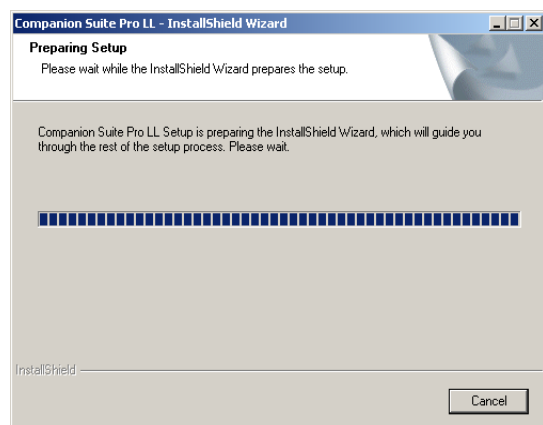 Companion Suite Pro LL - InstallShield Wizard
Preparing Setup
Please wait while the InstallShield Wizard prepares the setup.
Companion Suite Pro LL Setup is preparing the InstallShield Wizard, which will guide you
through the rest of the setup process. Please wait.
InstallShield
Cancel